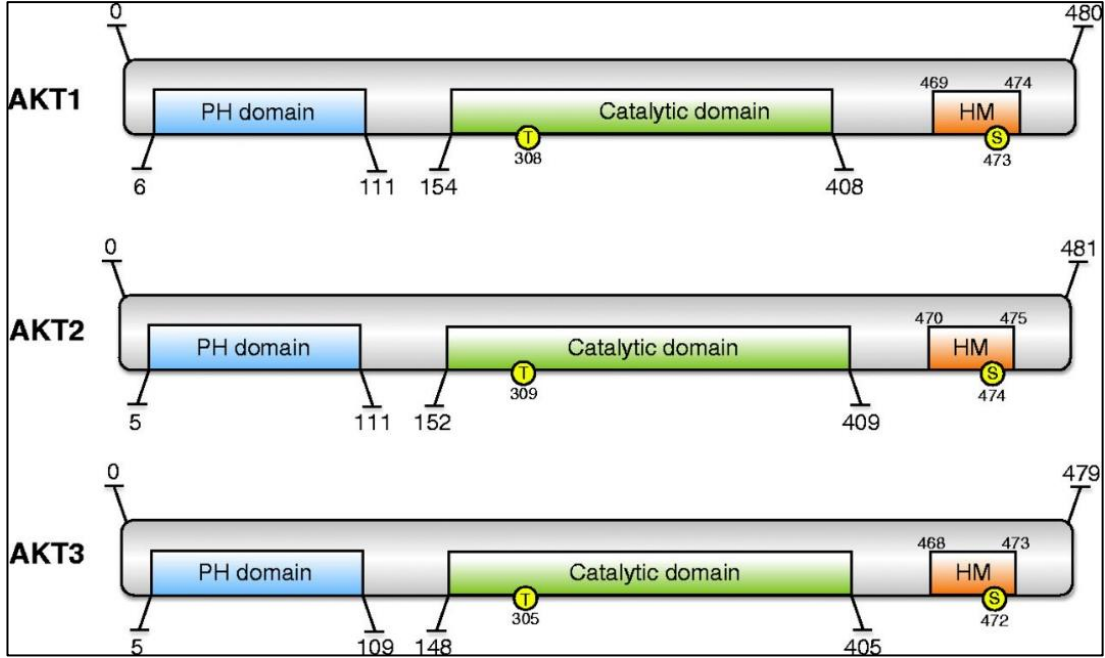 0 480
AKT1
469 474
PH domain Catalytic domain HM
T S
308 473
6 111 154 408
0 481
AKT2
470 475
PH domain Catalytic domain HM
T S
309 474
5 111 152 409
0 479
AKT3
468 473
PH domain Catalytic domain HM
T S
305 472
5 109 148 405